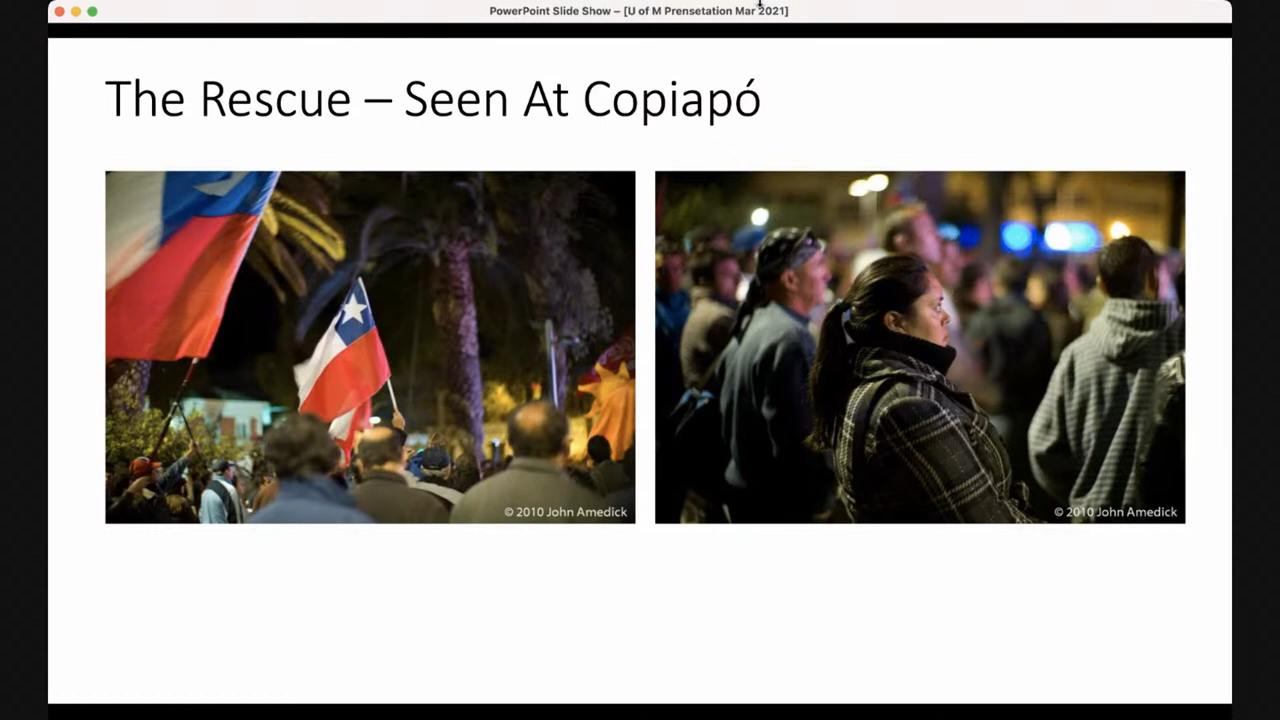 PowerPoint Slide Show – [U of M Prensetation Mar 2021]
The Rescue – Seen At Copiapó
© 2010 John Amedick
© 2010 John Amedick